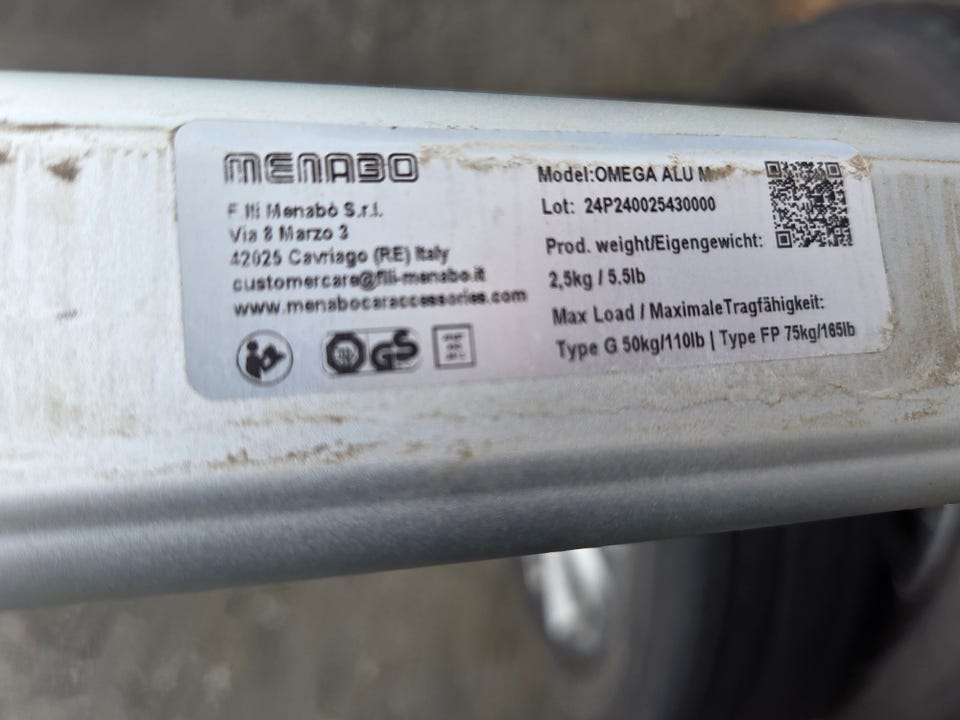 MENABO
F.lli Menabò S.r.l.
Via 8 Marzo 3
42025 Cavriago (RE) Italy
customercare@flli-menabo.it
www.menabocaraccessories.com
GS
Model:OMEGA ALU M
Lot: 24P240025430000
Prod. weight/Eigengewicht:
2,5kg / 5.5lb
Max Load / MaximaleTragfähigkeit:
Type G 50kg/110lb | Type FP 75kg/165lb